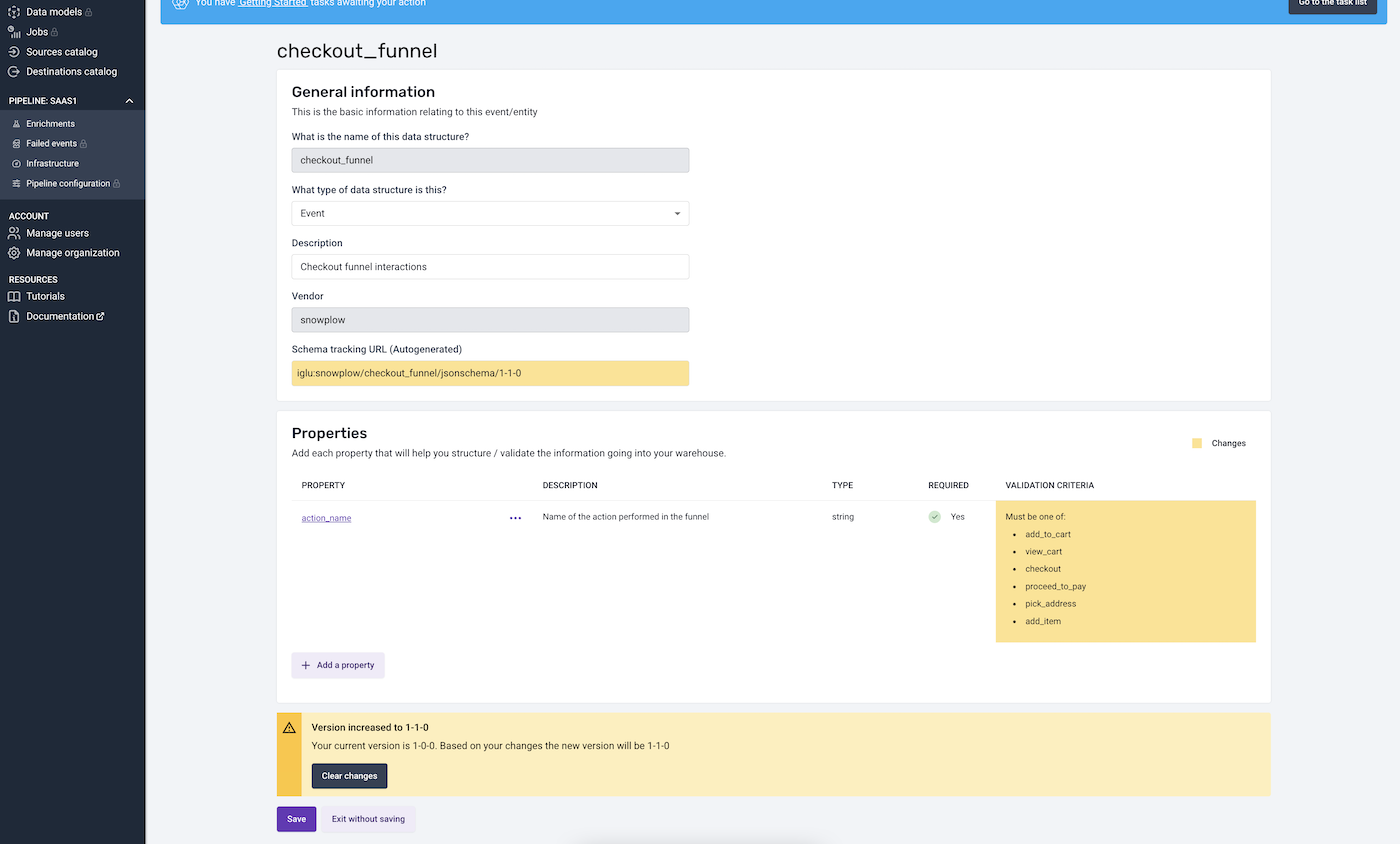 Data models
Jobs
Sources catalog
Destinations catalog
PIPELINE: SAAS1
Enrichments
Failed events
Infrastructure
Pipeline configuration
ACCOUNT
Manage users
Manage organization
RESOURCES
Tutorials
Documentation
You have 'Getting Started' tasks awaiting your action
Go to the task list
checkout_funnel
General information
This is the basic information relating to this event/entity
What is the name of this data structure?
checkout_funnel
What type of data structure is this?
Event
Description
Checkout funnel interactions
Vendor
snowplow
Schema tracking URL (Autogenerated)
iglu:snowplow/checkout_funnel/jsonschema/1-1-0
Properties
Add each property that will help you structure / validate the information going into your warehouse.
Changes
PROPERTY DESCRIPTION TYPE REQUIRED VALIDATION CRITERIA
action_name ••• Name of the action performed in the funnel string Yes Must be one of:
• add_to_cart
• view_cart
• checkout
• proceed_to_pay
• pick_address
• add_item
+ Add a property
Version increased to 1-1-0
Your current version is 1-0-0. Based on your changes the new version will be 1-1-0
Clear changes
Save Exit without saving